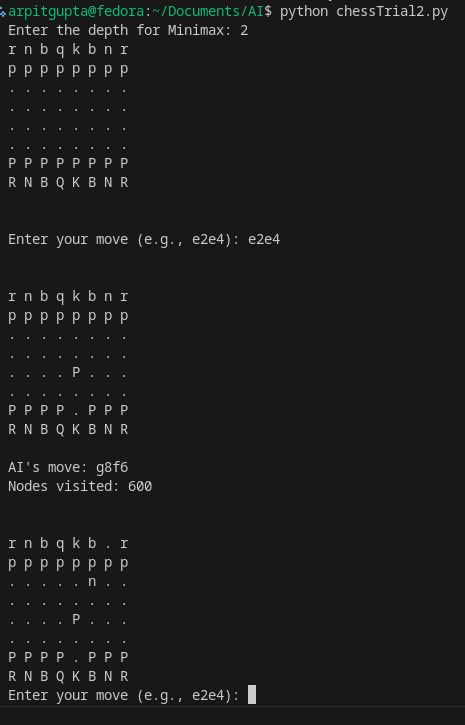 arpitgupta@fedora:~/Documents/AI$ python chessTrial2.py
Enter the depth for Minimax: 2
r n b q k b n r
p p p p p p p p
. . . . . . . .
. . . . . . . .
. . . . . . . .
. . . . . . . .
P P P P P P P P
R N B Q K B N R
Enter your move (e.g., e2e4): e2e4
r n b q k b n r
p p p p p p p p
. . . . . . . .
. . . . . . . .
. . . . P . . .
. . . . . . . .
P P P P . P P P
R N B Q K B N R
AI's move: g8f6
Nodes visited: 600
r n b q k b . r
p p p p p p p p
. . . . . n . .
. . . . . . . .
. . . . P . . .
. . . . . . . .
P P P P . P P P
R N B Q K B N R
Enter your move (e.g., e2e4):